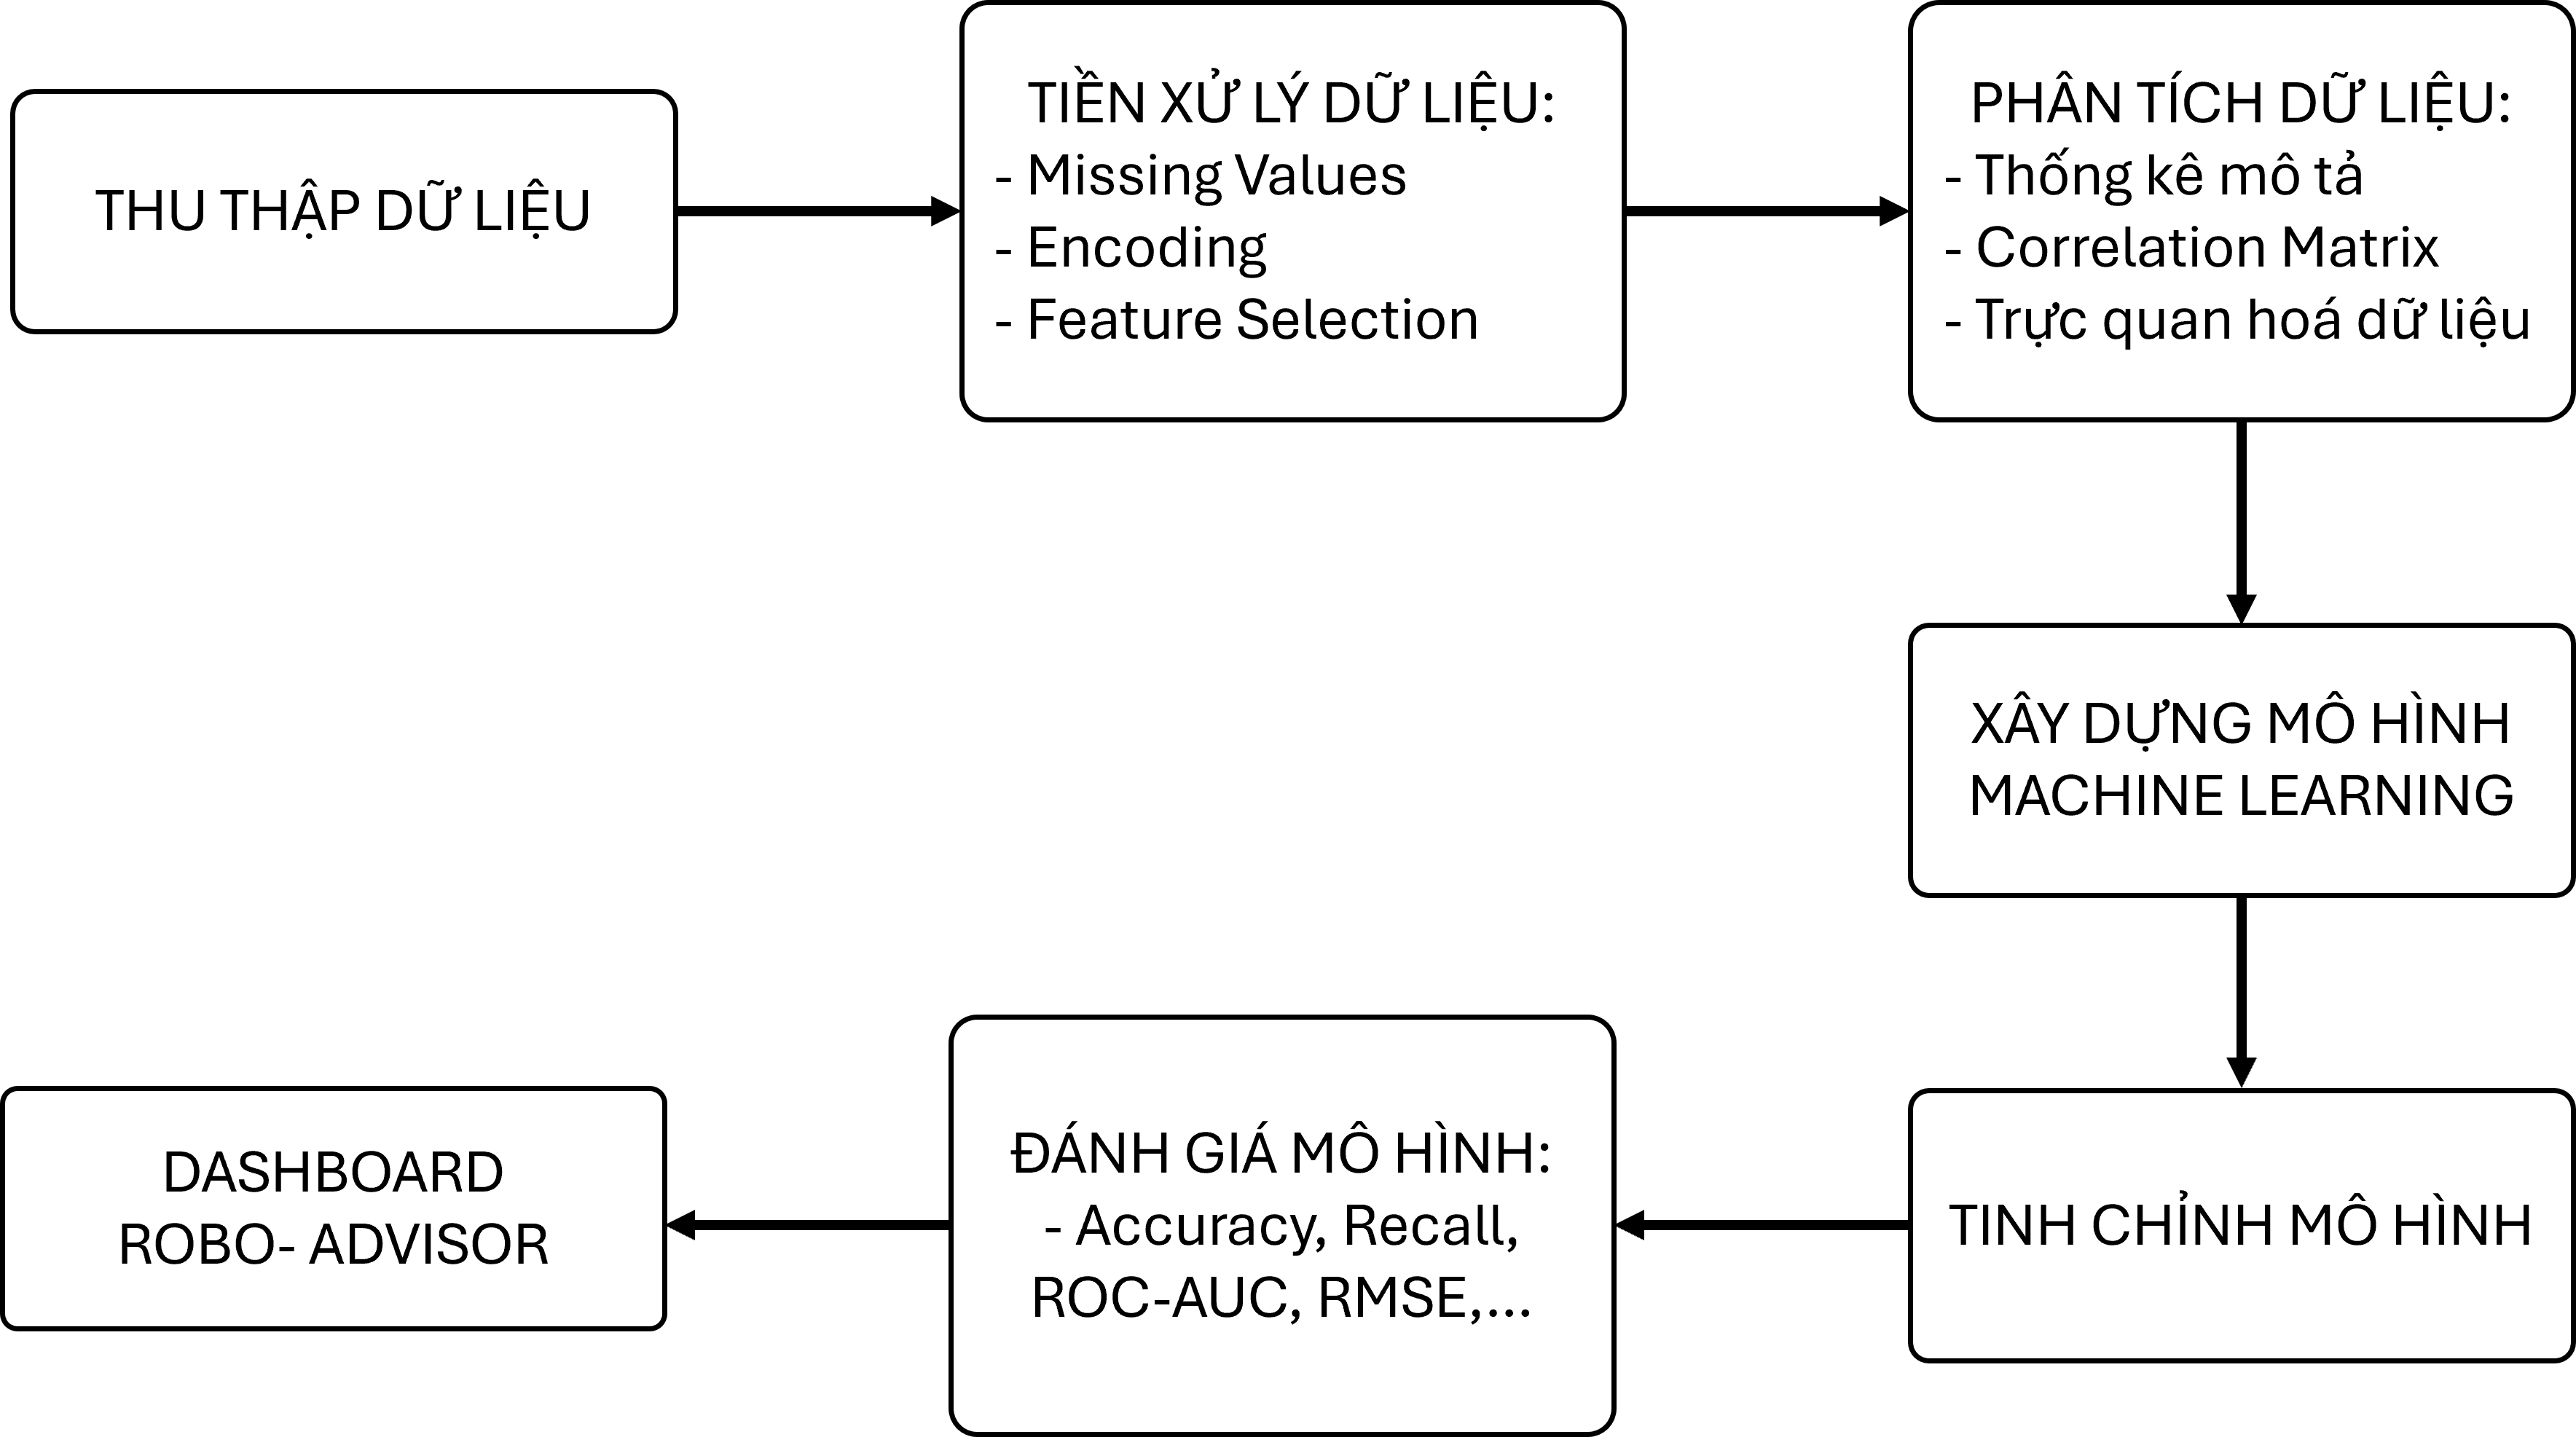 THU THẬP DỮ LIỆU
TIỀN XỬ LÝ DỮ LIỆU:
- Missing Values
- Encoding
- Feature Selection
PHÂN TÍCH DỮ LIỆU:
- Thống kê mô tả
- Correlation Matrix
- Trực quan hoá dữ liệu
XÂY DỰNG MÔ HÌNH
MACHINE LEARNING
TINH CHỈNH MÔ HÌNH
ĐÁNH GIÁ MÔ HÌNH:
- Accuracy, Recall,
ROC-AUC, RMSE,...
DASHBOARD
ROBO- ADVISOR